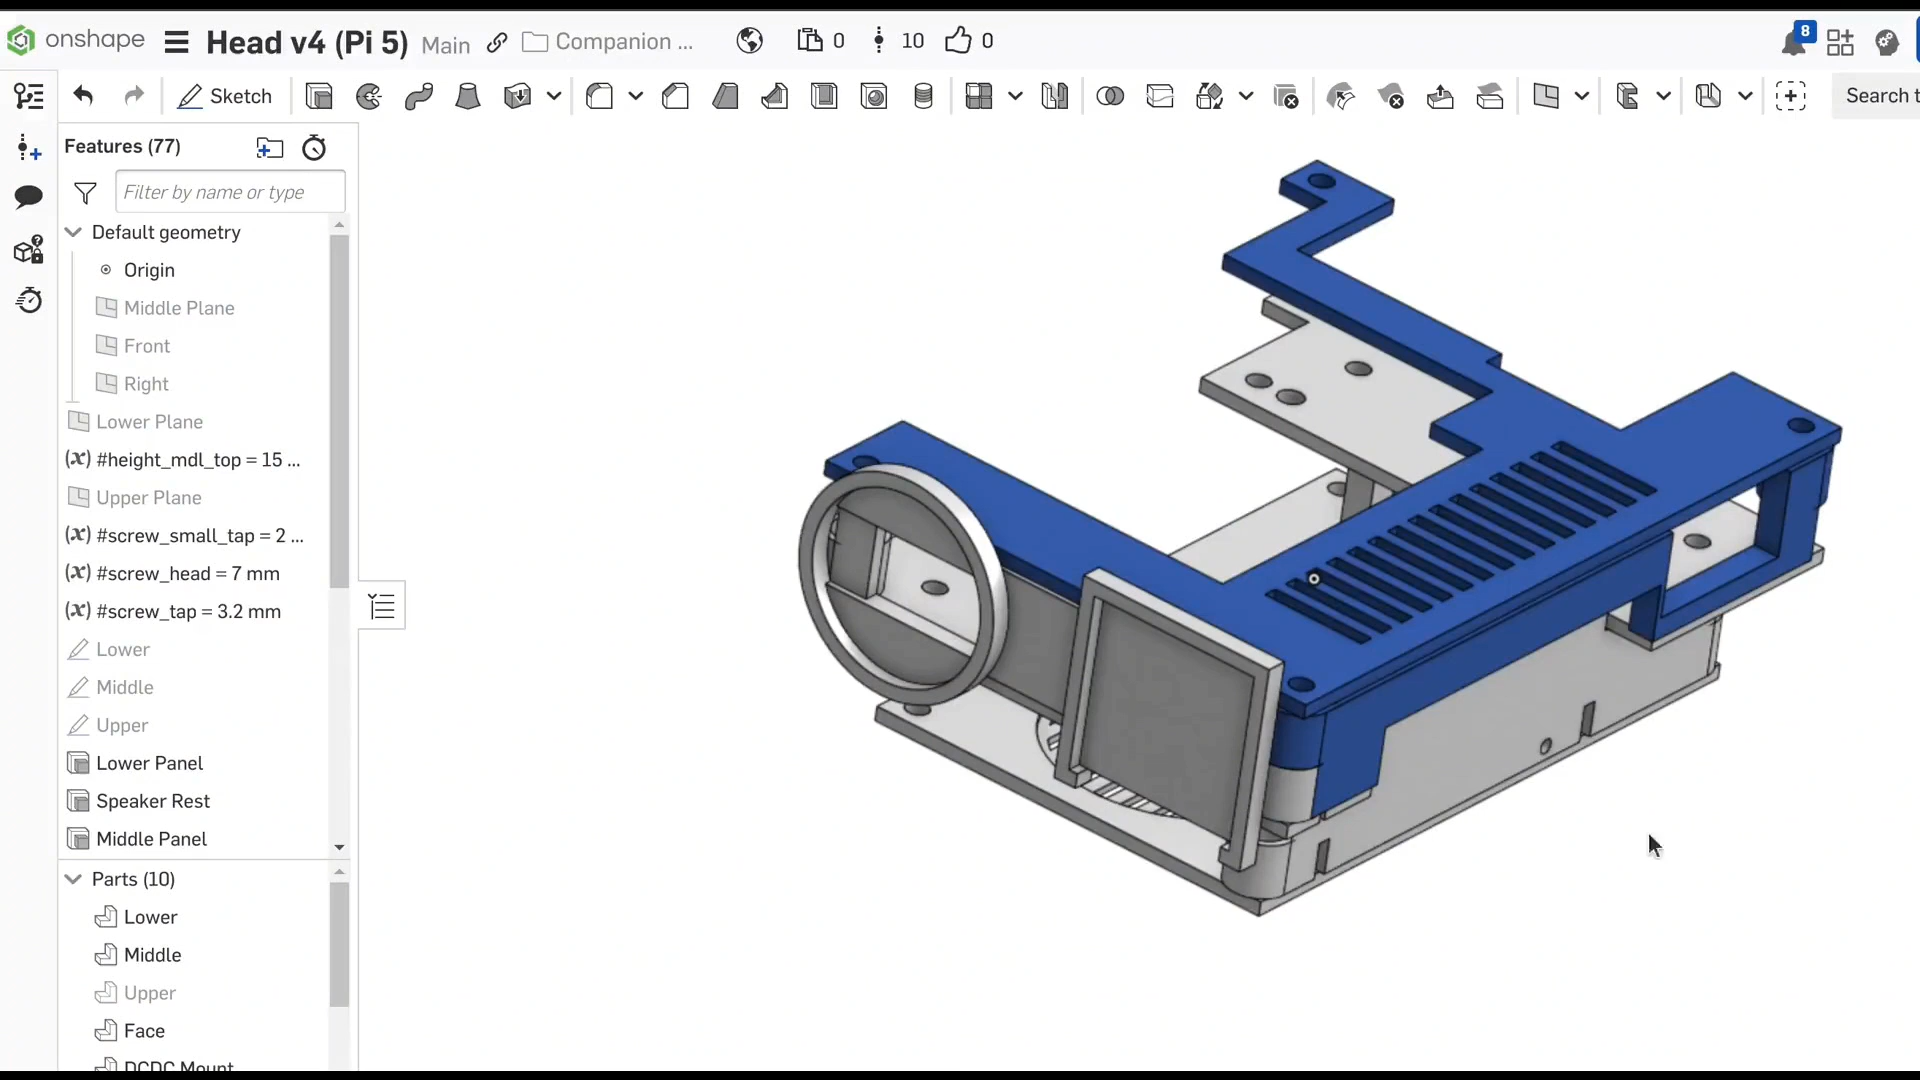 onshape Head v4 (Pi 5) Main Companion ... 0 10 0 8
Sketch Search t
Features (77)
Filter by name or type
Default geometry
Origin
Middle Plane
Front
Right
Lower Plane
(x) #height_mdl_top = 15 ...
Upper Plane
(x) #screw_small_tap = 2 ...
(x) #screw_head = 7 mm
(x) #screw_tap = 3.2 mm
Lower
Middle
Upper
Lower Panel
Speaker Rest
Middle Panel
Parts (10)
Lower
Middle
Upper
Face
DCDC Mount